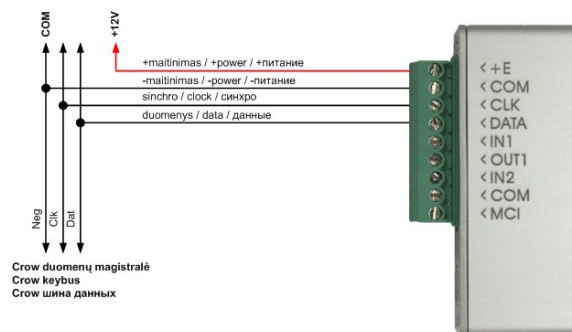 COM
+12V
+maitinimas / +power / +питание
-maitinimas / -power / -питание
sinchro / clock / синхро
duomenys / data / данные
<+E
<COM
<CLK
<DATA
<IN1
<OUT1
<IN2
<COM
<MCI
Neg
Clk
Dat
Crow duomenų magistralė
Crow keybus
Crow шина данных